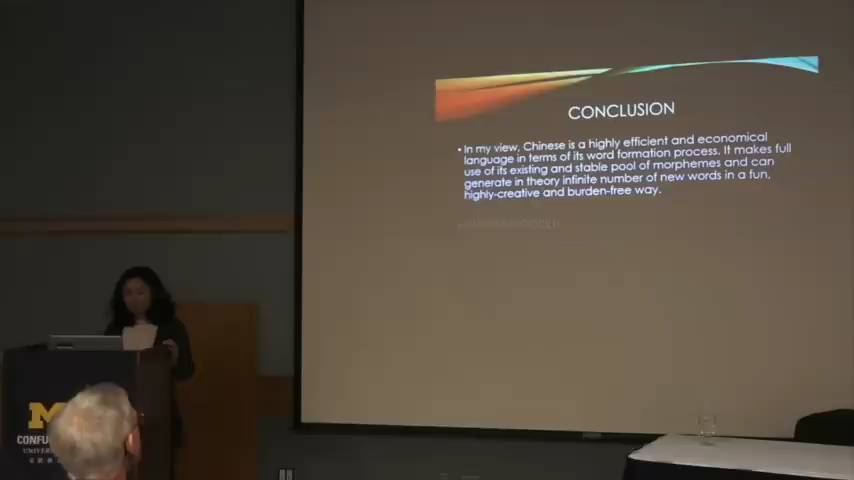 CONCLUSION
• In my view, Chinese is a highly efficient and economical
language in terms of its word formation process. It makes full
use of its existing and stable pool of morphemes and can
generate in theory infinite number of new words in a fun,
highly-creative and burden-free way.
M
CONFU
UNIVER